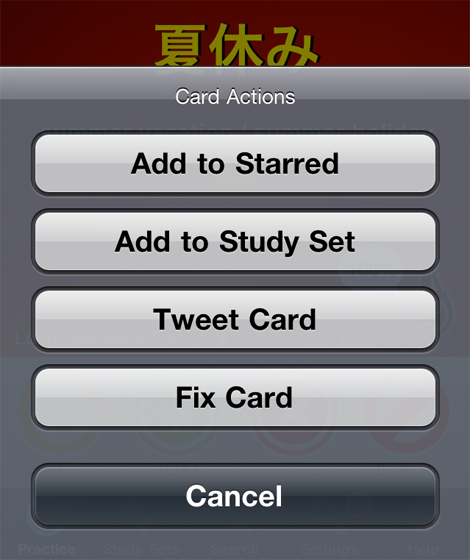 夏休み
Card Actions
Add to Starred
Add to Study Set
Tweet Card
Fix Card
Cancel
Practice Study Sets Search Settings Help